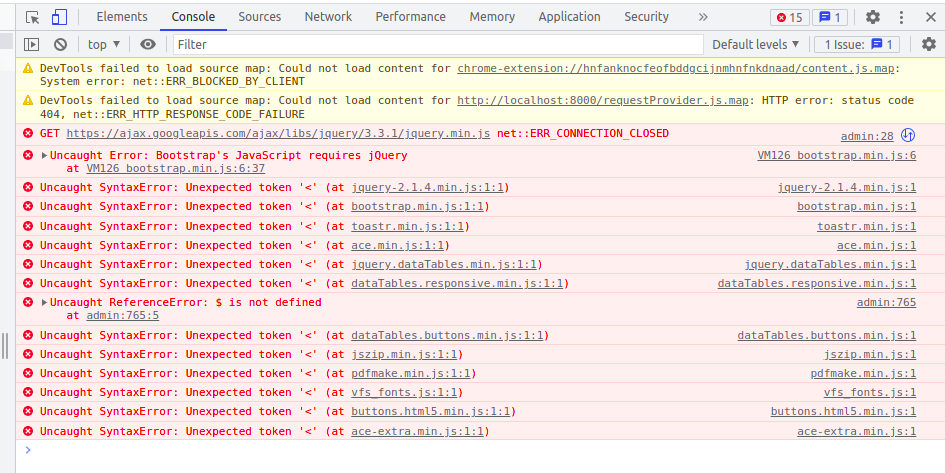 Elements Console Sources Network Performance Memory Application Security » 15 1
top Filter Default levels 1 Issue: 1
DevTools failed to load source map: Could not load content for chrome-extension://hnfanknocfeofbddgcijnmhnfnkdnaad/content.js.map:
System error: net::ERR_BLOCKED_BY_CLIENT
DevTools failed to load source map: Could not load content for http://localhost:8000/requestProvider.js.map: HTTP error: status code
404, net::ERR_HTTP_RESPONSE_CODE_FAILURE
GET https://ajax.googleapis.com/ajax/libs/jquery/3.3.1/jquery.min.js net::ERR_CONNECTION_CLOSED admin:28
Uncaught Error: Bootstrap's JavaScript requires jQuery VM126 bootstrap.min.js:6
at VM126 bootstrap.min.js:6:37
Uncaught SyntaxError: Unexpected token '<' (at jquery-2.1.4.min.js:1:1) jquery-2.1.4.min.js:1
Uncaught SyntaxError: Unexpected token '<' (at bootstrap.min.js:1:1) bootstrap.min.js:1
Uncaught SyntaxError: Unexpected token '<' (at toastr.min.js:1:1) toastr.min.js:1
Uncaught SyntaxError: Unexpected token '<' (at ace.min.js:1:1) ace.min.js:1
Uncaught SyntaxError: Unexpected token '<' (at jquery.dataTables.min.js:1:1) jquery.dataTables.min.js:1
Uncaught SyntaxError: Unexpected token '<' (at dataTables.responsive.min.js:1:1) dataTables.responsive.min.js:1
Uncaught ReferenceError: $ is not defined admin:765
at admin:765:5
Uncaught SyntaxError: Unexpected token '<' (at dataTables.buttons.min.js:1:1) dataTables.buttons.min.js:1
Uncaught SyntaxError: Unexpected token '<' (at jszip.min.js:1:1) jszip.min.js:1
Uncaught SyntaxError: Unexpected token '<' (at pdfmake.min.js:1:1) pdfmake.min.js:1
Uncaught SyntaxError: Unexpected token '<' (at vfs_fonts.js:1:1) vfs_fonts.js:1
Uncaught SyntaxError: Unexpected token '<' (at buttons.html5.min.js:1:1) buttons.html5.min.js:1
Uncaught SyntaxError: Unexpected token '<' (at ace-extra.min.js:1:1) ace-extra.min.js:1